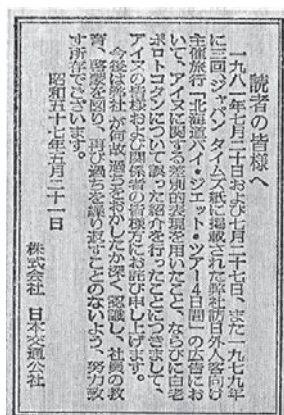 読者の皆様へ
一九八一年七月二十日および七月二十七日、また一九七九年
に三回「ジャパン タイムズ紙に掲載された弊社訪日外人客向け
主催旅行「北海道バイ・ジェット・ツアー4日間」の広告にお
いて、アイヌに関する差別的表現を用いたこと、ならびに白老
ポロトコタンについて誤った紹介を行ったことにつきまして、
アイヌの皆様および関係者の皆様方にお詫び申し上げます。
今後は弊社が何故過ちをおかしたか深く認識し、社員の教
育、啓蒙を図り、再び過ちを繰り返すことのないよう、努力致
す所存でございます。
昭和五十七年五月二十一日
株式会社 日本交通公社